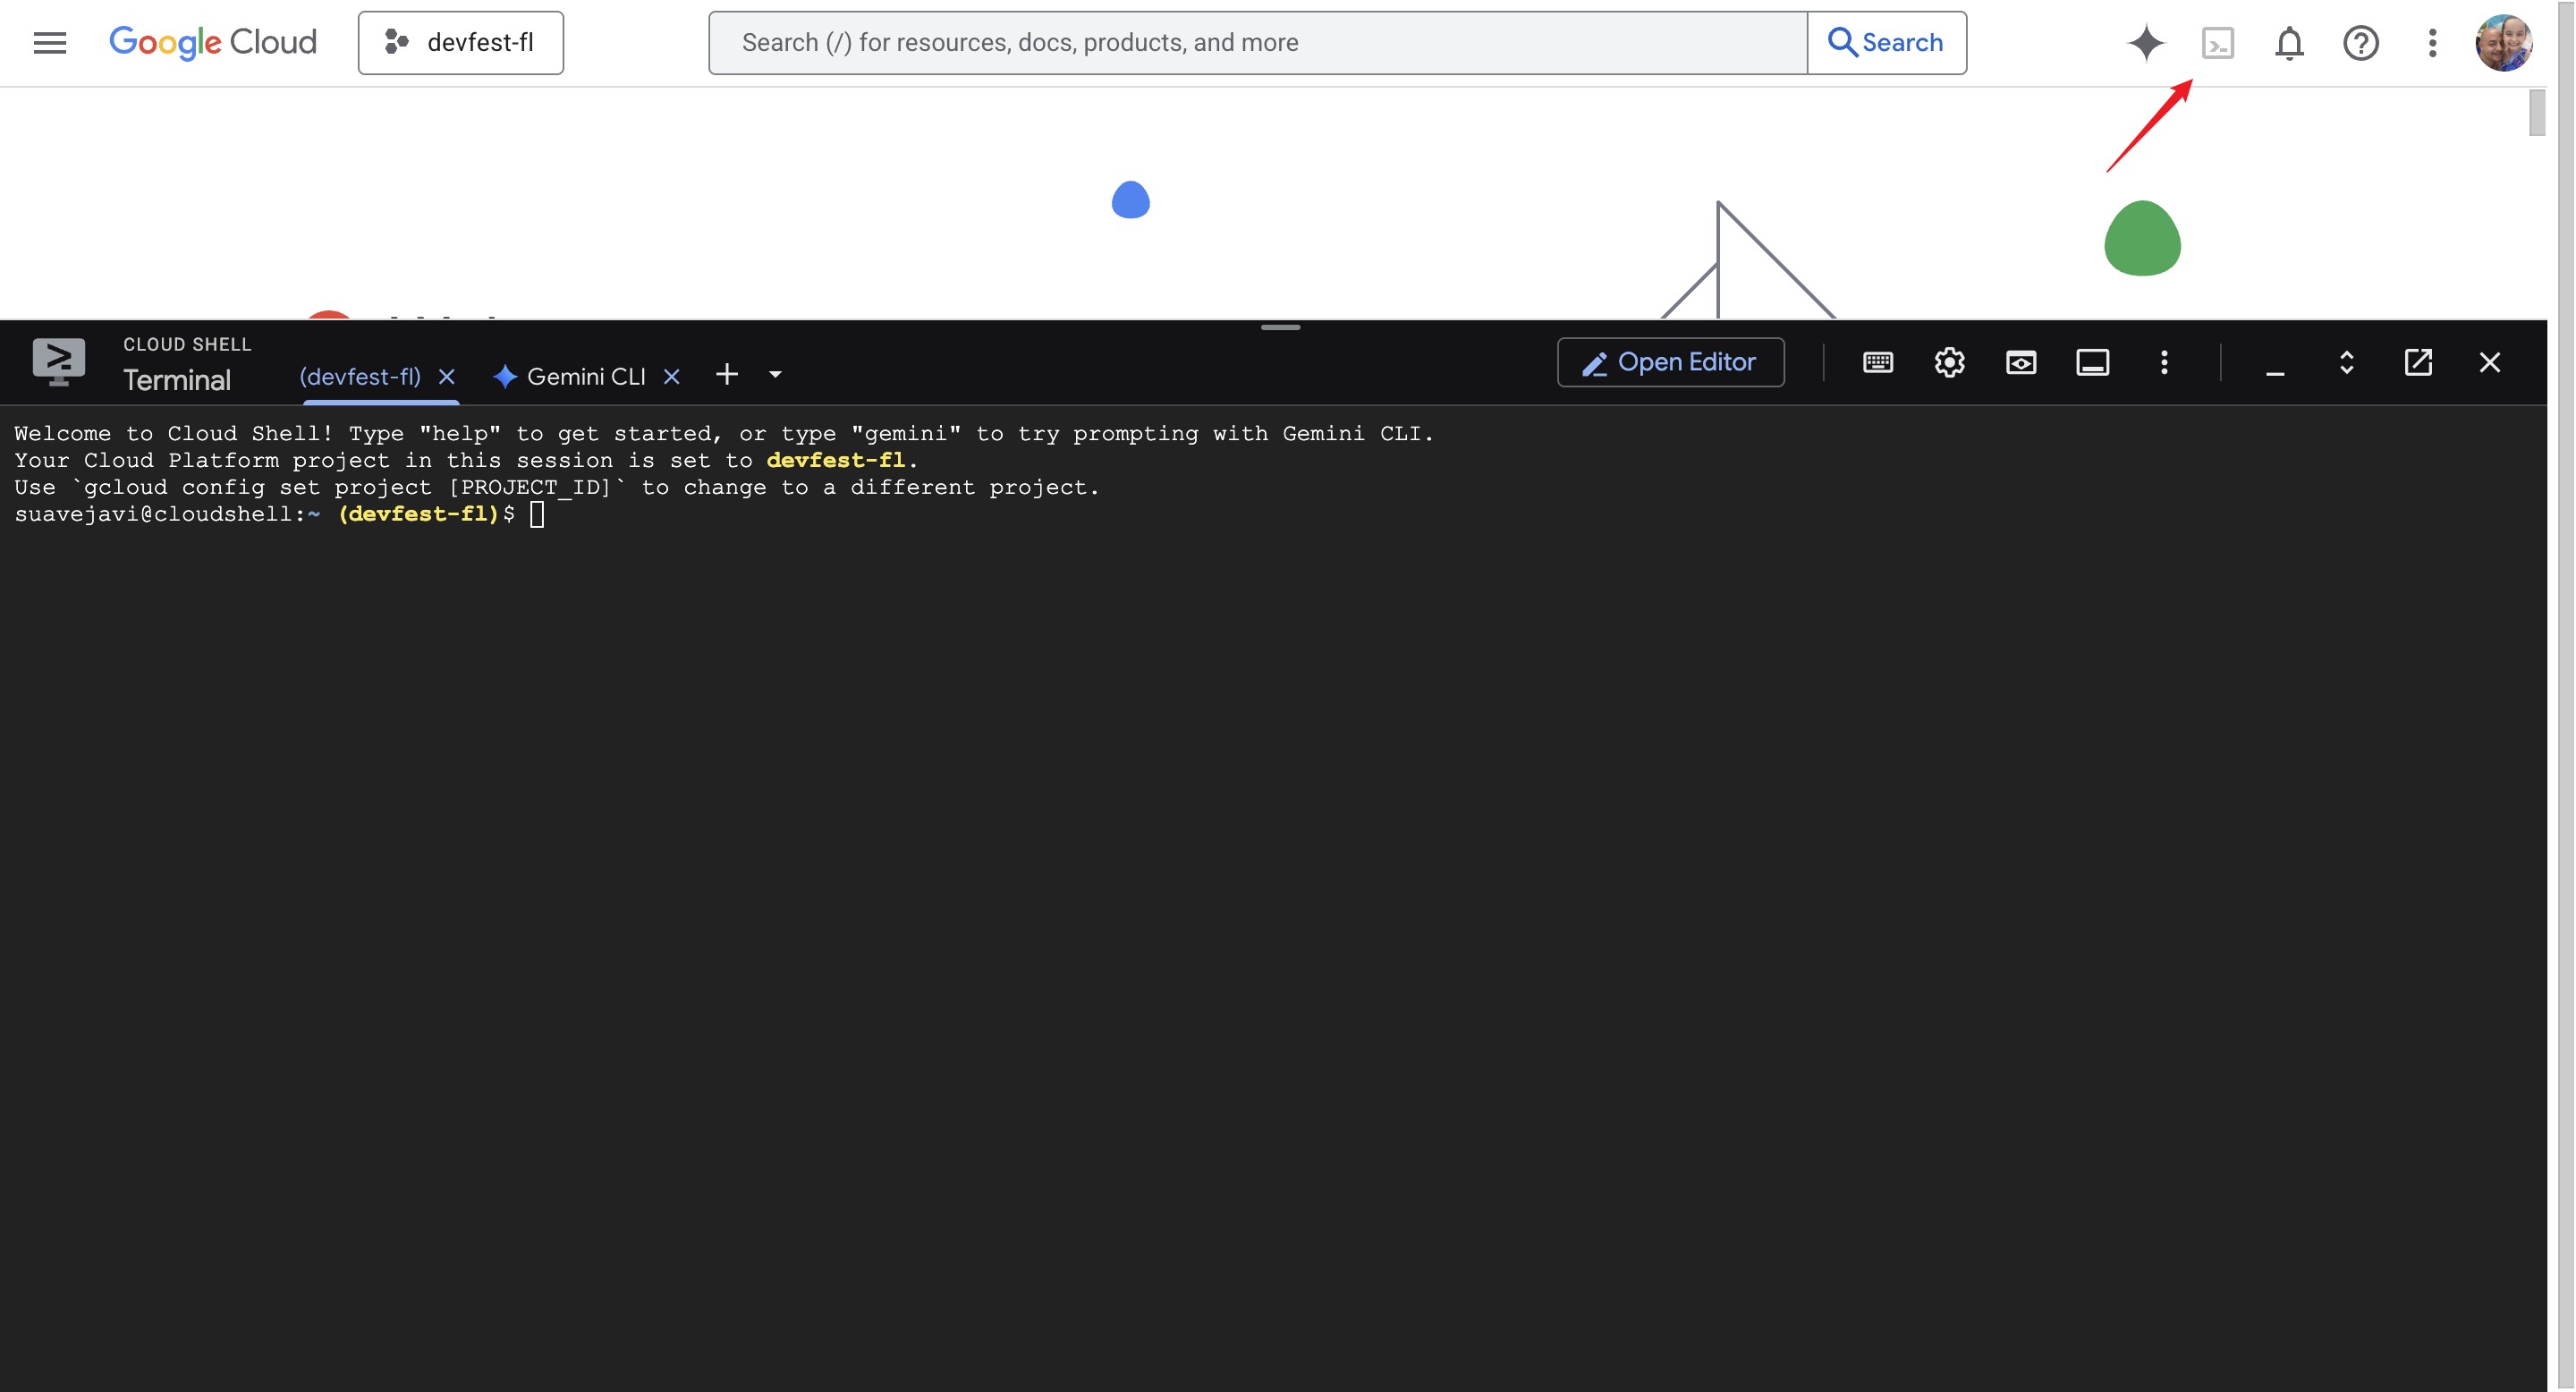 Google Cloud
devfest-fl
Search (/) for resources, docs, products, and more
Search
CLOUD SHELL
Terminal
(devfest-fl)
Gemini CLI
Open Editor
Welcome to Cloud Shell! Type "help" to get started, or type "gemini" to try prompting with Gemini CLI.
Your Cloud Platform project in this session is set to devfest-fl.
Use `gcloud config set project [PROJECT_ID]` to change to a different project.
suavejavi@cloudshell:~ (devfest-fl)$